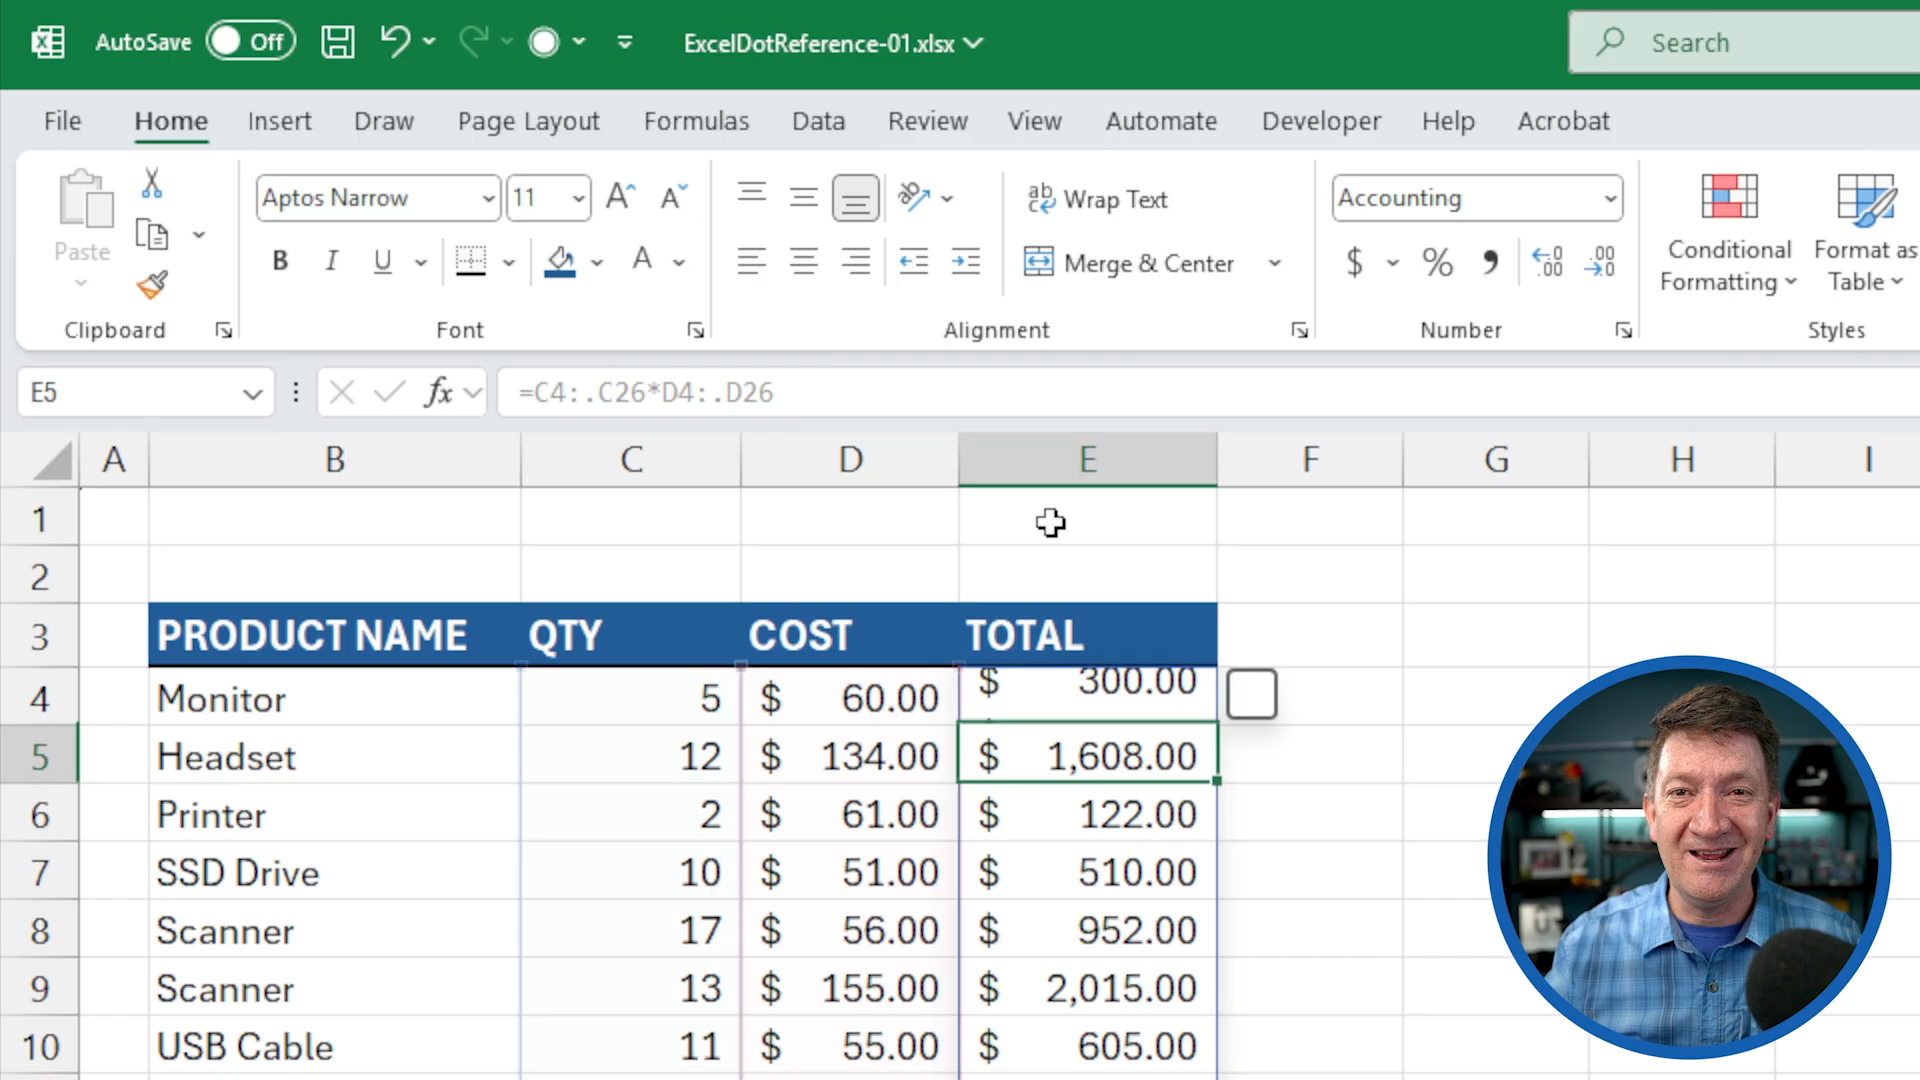 AutoSave Off ExcelDotReference-01.xlsx Search
File Home Insert Draw Page Layout Formulas Data Review View Automate Developer Help Acrobat
Paste
Clipboard
Aptos Narrow 11 A A
B I U A
Font
ab Wrap Text
Merge & Center
Alignment
Accounting
$ % , .00 .00
Number
Conditional Formatting
Format as Table
Styles
E5 fx =C4:.C26*D4:.D26
A B C D E F G H I
1
2
3 PRODUCT NAME QTY COST TOTAL
4 Monitor 5 $ 60.00 $ 300.00
5 Headset 12 $ 134.00 $ 1,608.00
6 Printer 2 $ 61.00 $ 122.00
7 SSD Drive 10 $ 51.00 $ 510.00
8 Scanner 17 $ 56.00 $ 952.00
9 Scanner 13 $ 155.00 $ 2,015.00
10 USB Cable 11 $ 55.00 $ 605.00